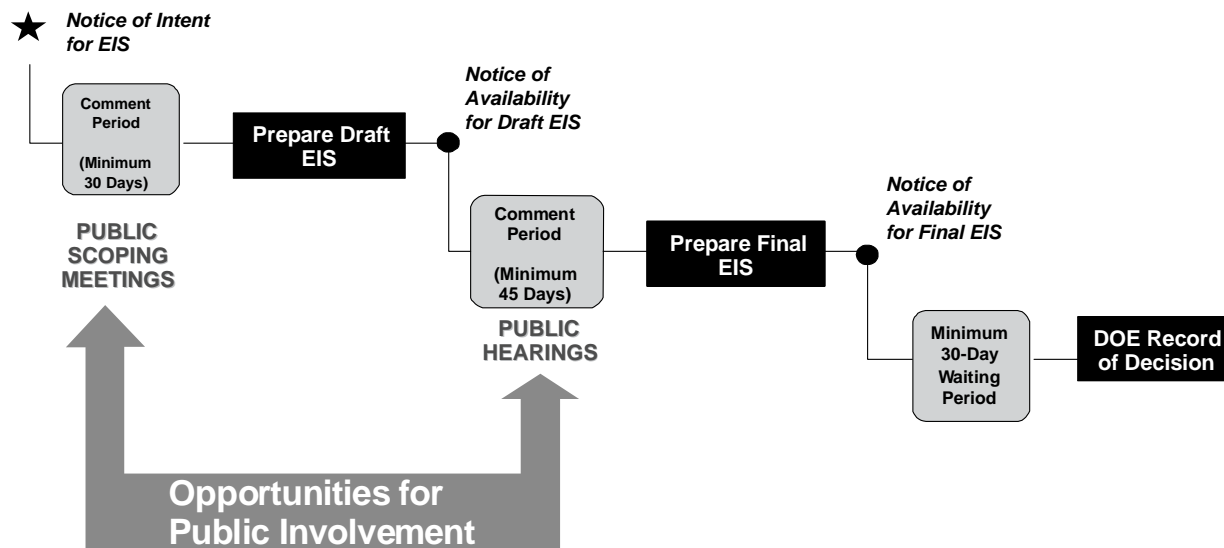 Notice of Intent
for EIS
Comment
Period
(Minimum
30 Days)
PUBLIC
SCOPING
MEETINGS
Prepare Draft
EIS
Notice of
Availability
for Draft EIS
Comment
Period
(Minimum
45 Days)
PUBLIC
HEARINGS
Prepare Final
EIS
Notice of
Availability
for Final EIS
Minimum
30-Day
Waiting
Period
DOE Record
of Decision
Opportunities for
Public Involvement